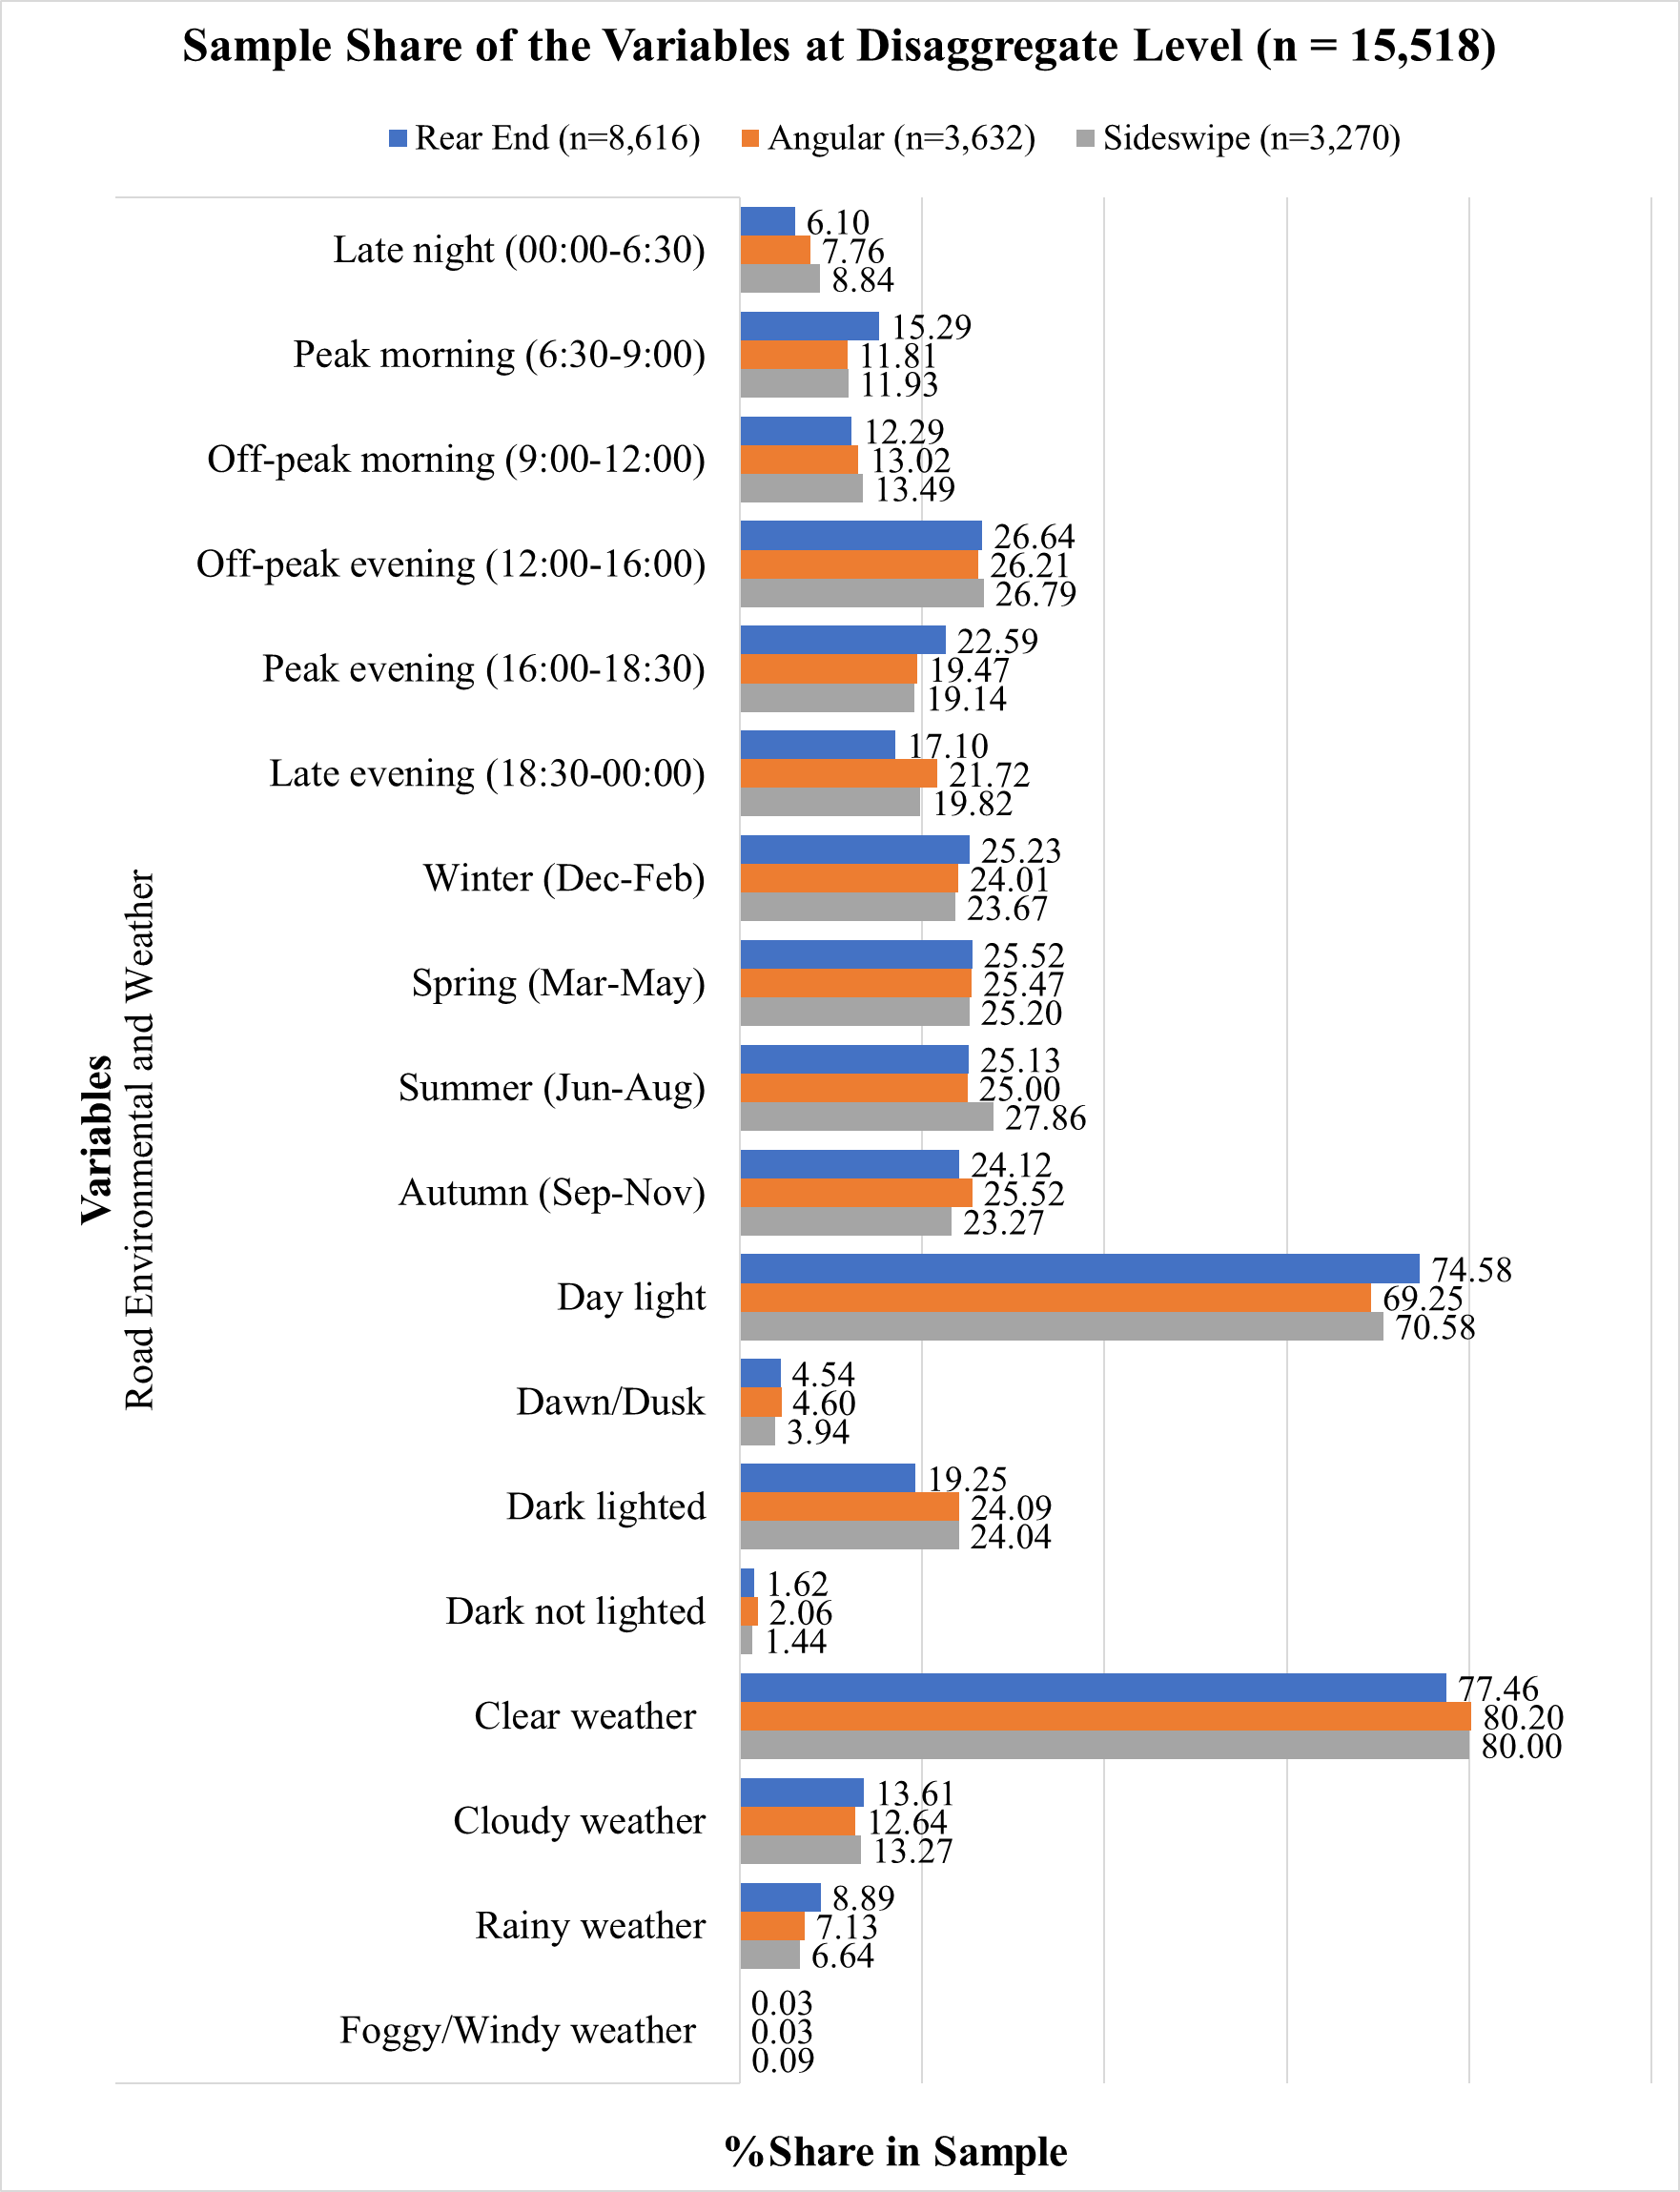 Sample Share of the Variables at Disaggregate Level (n = 15,518)
Rear End (n=8,616) Angular (n=3,632) Sideswipe (n=3,270)
Late night (00:00-6:30)
6.10
7.76
8.84
Peak morning (6:30-9:00)
15.29
11.81
11.93
Off-peak morning (9:00-12:00)
12.29
13.02
13.49
Off-peak evening (12:00-16:00)
26.64
26.21
26.79
Peak evening (16:00-18:30)
22.59
19.47
19.14
Late evening (18:30-00:00)
17.10
21.72
19.82
Winter (Dec-Feb)
25.23
24.01
23.67
Spring (Mar-May)
25.52
25.47
25.20
Summer (Jun-Aug)
25.13
25.00
27.86
Autumn (Sep-Nov)
24.12
25.52
23.27
Day light
74.58
69.25
70.58
Dawn/Dusk
4.54
4.60
3.94
Dark lighted
19.25
24.09
24.04
Dark not lighted
1.62
2.06
1.44
Clear weather
77.46
80.20
80.00
Cloudy weather
13.61
12.64
13.27
Rainy weather
8.89
7.13
6.64
Foggy/Windy weather
0.03
0.03
0.09
Variables
Road Environmental and Weather
%Share in Sample